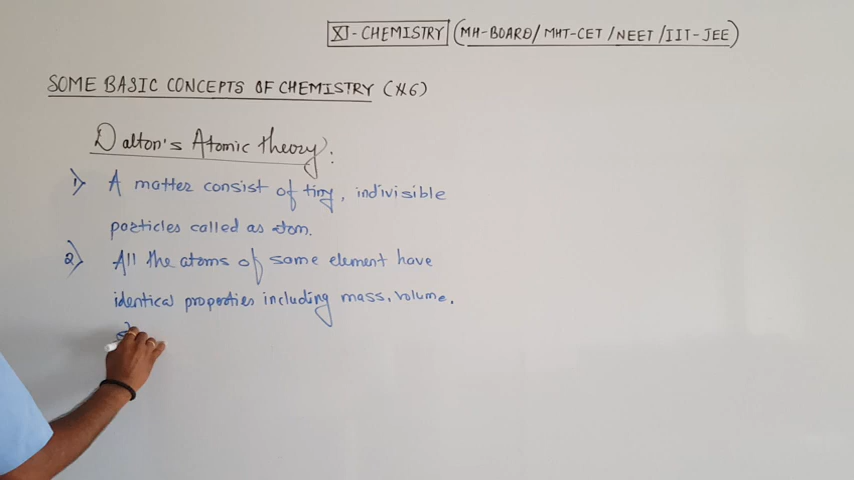 XI-CHEMISTRY (MH-BOARD/ MHT-CET /NEET /IIT-JEE)
SOME BASIC CONCEPTS OF CHEMISTRY (#6)
Dalton's Atomic theory:
1) A matter consist of tiny, indivisible
particles called as atom.
2) All the atoms of same element have
identical properties including mass, volume.